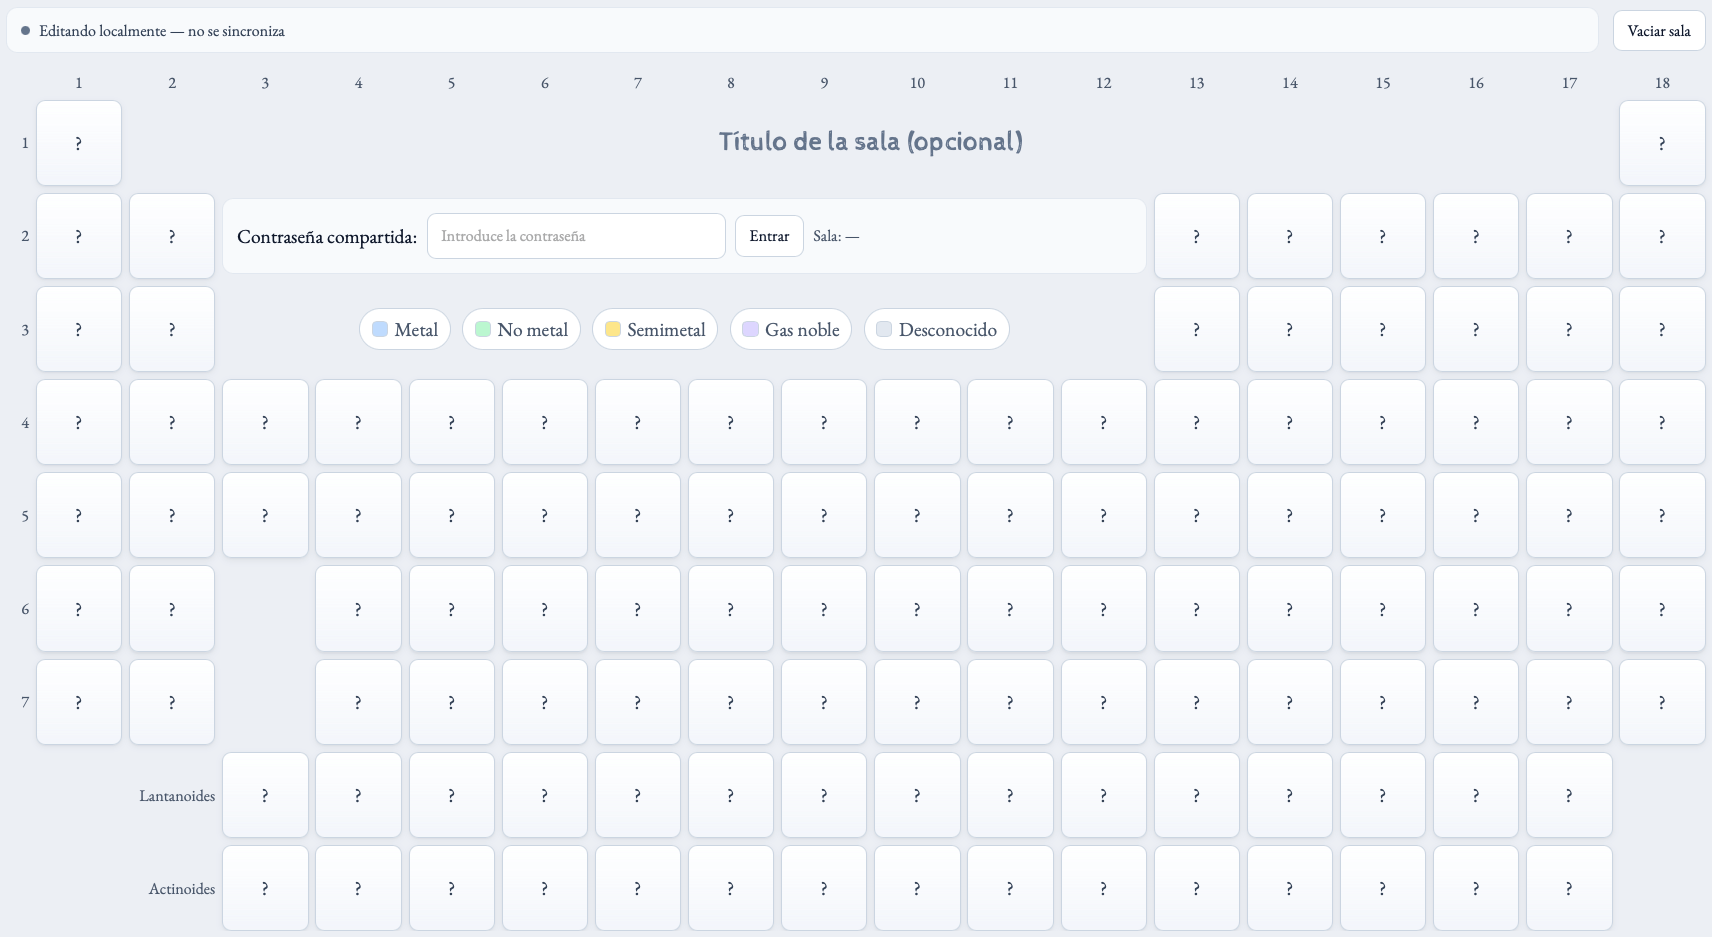 Editando localmente — no se sincroniza Vaciar sala
1 2 3 4 5 6 7 8 9 10 11 12 13 14 15 16 17 18
1 ? Título de la sala (opcional) ?
2 ? ? Contraseña compartida: Introduce la contraseña Entrar Sala: — ? ? ? ? ? ?
3 ? ? Metal No metal Semimetal Gas noble Desconocido ? ? ? ? ? ?
4 ? ? ? ? ? ? ? ? ? ? ? ? ? ? ? ? ? ?
5 ? ? ? ? ? ? ? ? ? ? ? ? ? ? ? ? ? ?
6 ? ? ? ? ? ? ? ? ? ? ? ? ? ? ? ? ?
7 ? ? ? ? ? ? ? ? ? ? ? ? ? ? ? ? ?
Lantanoides ? ? ? ? ? ? ? ? ? ? ? ? ? ? ?
Actinoides ? ? ? ? ? ? ? ? ? ? ? ? ? ? ?